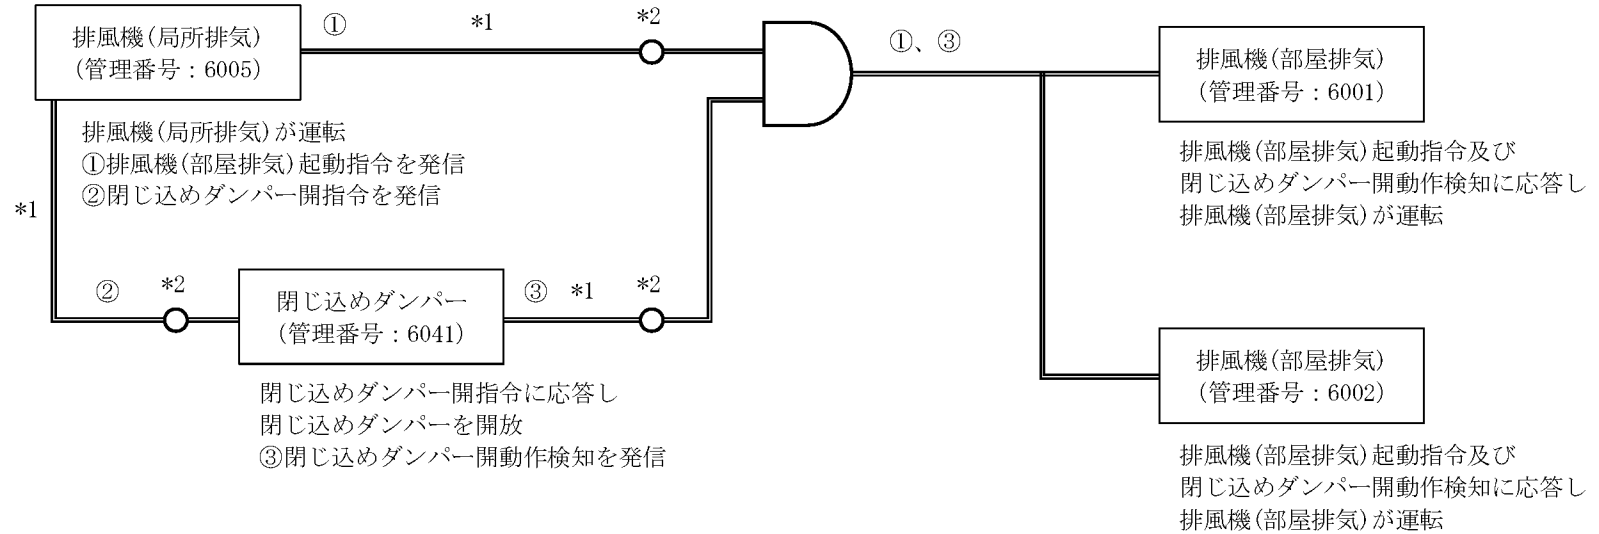 排風機(局所排気)
(管理番号：6005)
①
*1
*2
①、③
排風機(部屋排気)
(管理番号：6001)
排風機(局所排気)が運転
①排風機(部屋排気)起動指令を発信
②閉じ込めダンパー開指令を発信
排風機(部屋排気)起動指令及び
閉じ込めダンパー開動作検知に応答し
排風機(部屋排気)が運転
*1
②
*2
閉じ込めダンパー
(管理番号：6041)
③
*1
*2
閉じ込めダンパー開指令に応答し
閉じ込めダンパーを開放
③閉じ込めダンパー開動作検知を発信
排風機(部屋排気)
(管理番号：6002)
排風機(部屋排気)起動指令及び
閉じ込めダンパー開動作検知に応答し
排風機(部屋排気)が運転